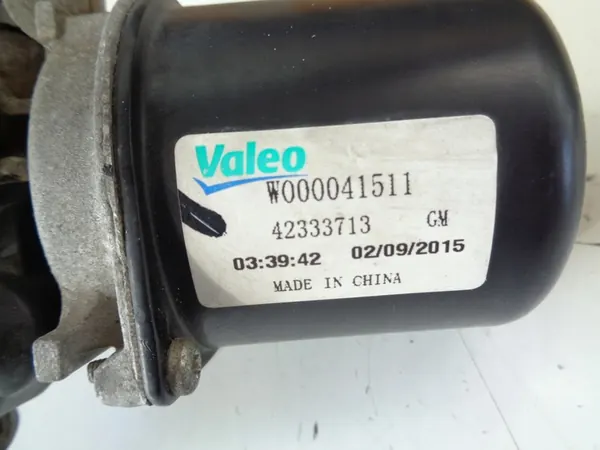 Valeo
W000041511
42333713 GM
03:39:42 02/09/2015
MADE IN CHINA